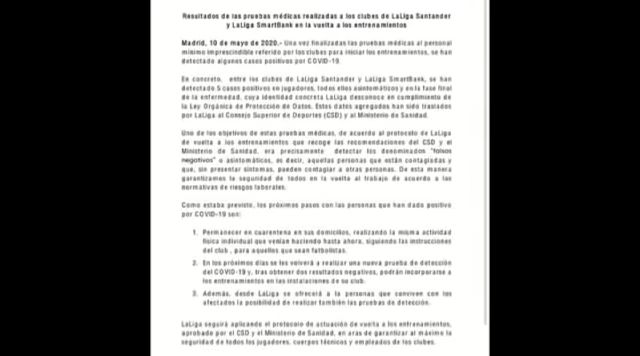 Resultados de las pruebas médicas realizadas a los clubes de LaLiga Santander
y LaLiga SmartBank en la vuelta a los entrenamientos
Madrid, 10 de mayo de 2020.- Una vez finalizadas las pruebas médicas al personal
mínimo imprescindible referido por los clubes para iniciar los entrenamientos, se han
detectado algunos casos positivos por COVID-19.
En concreto, entre los clubes de LaLiga Santander y LaLiga SmartBank, se han
detectado 5 casos positivos en jugadores, todos ellos asintomáticos y en la fase final
de la enfermedad, cuya identidad concreta LaLiga desconoce en cumplimiento de
la Ley Orgánica de Protección de Datos. Estos datos agregados han sido traslados
por LaLiga al Consejo Superior de Deportes (CSD) y al Ministerio de Sanidad.
Uno de los objetivos de estas pruebas médicas, de acuerdo al protocolo de LaLiga
de vuelta a los entrenamientos que recoge las recomendaciones del CSD y el
Ministerio de Sanidad, era precisamente detectar los denominados "falsos
negativos" o asintomáticos, es decir, aquellas personas que están contagiadas y
que, sin presentar síntomas, pueden contagiar a otras personas. De esta manera
garantizamos la seguridad de todos en la vuelta al trabajo de acuerdo a las
normativas de riesgos laborales.
Como estaba previsto, los próximos pasos con las personas que han dado positivo
por COVID-19 son:
1. Permanecer en cuarentena en sus domicilios, realizando la misma actividad
física individual que venían haciendo hasta ahora, siguiendo las instrucciones
del club , para aquellos que sean futbolistas.
2. En los próximos días se les volverá a realizar una nueva prueba de detección
del COVID-19 y, tras obtener dos resultados negativos, podrán incorporarse a
los entrenamientos en las instalaciones de su club.
3. Además, desde LaLiga se ofrecerá a la personas que conviven con los
afectados la posibilidad de realizar también las pruebas de detección.
LaLiga seguirá aplicando el protocolo de actuación de vuelta a los entrenamientos,
aprobado por el CSD y el Ministerio de Sanidad, en aras de garantizar al máximo la
seguridad de todos los jugadores, cuerpos técnicos y empleados de los clubes.